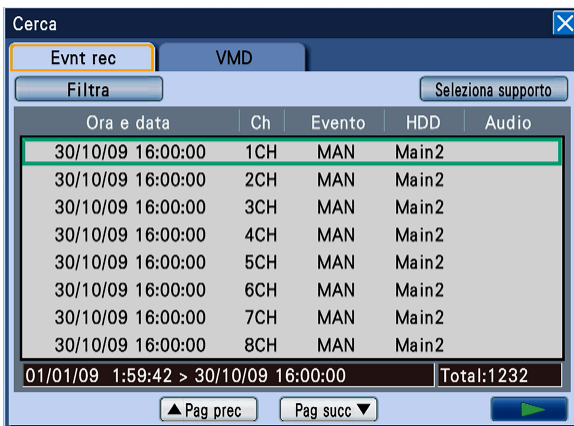 Cerca
Evnt rec VMD
Filtra Seleziona supporto
Ora e data Ch Evento HDD Audio
30/10/09 16:00:00 1CH MAN Main2
30/10/09 16:00:00 2CH MAN Main2
30/10/09 16:00:00 3CH MAN Main2
30/10/09 16:00:00 4CH MAN Main2
30/10/09 16:00:00 5CH MAN Main2
30/10/09 16:00:00 6CH MAN Main2
30/10/09 16:00:00 7CH MAN Main2
30/10/09 16:00:00 8CH MAN Main2
01/01/09 1:59:42 > 30/10/09 16:00:00 Total:1232
▲ Pag prec Pag succ ▼